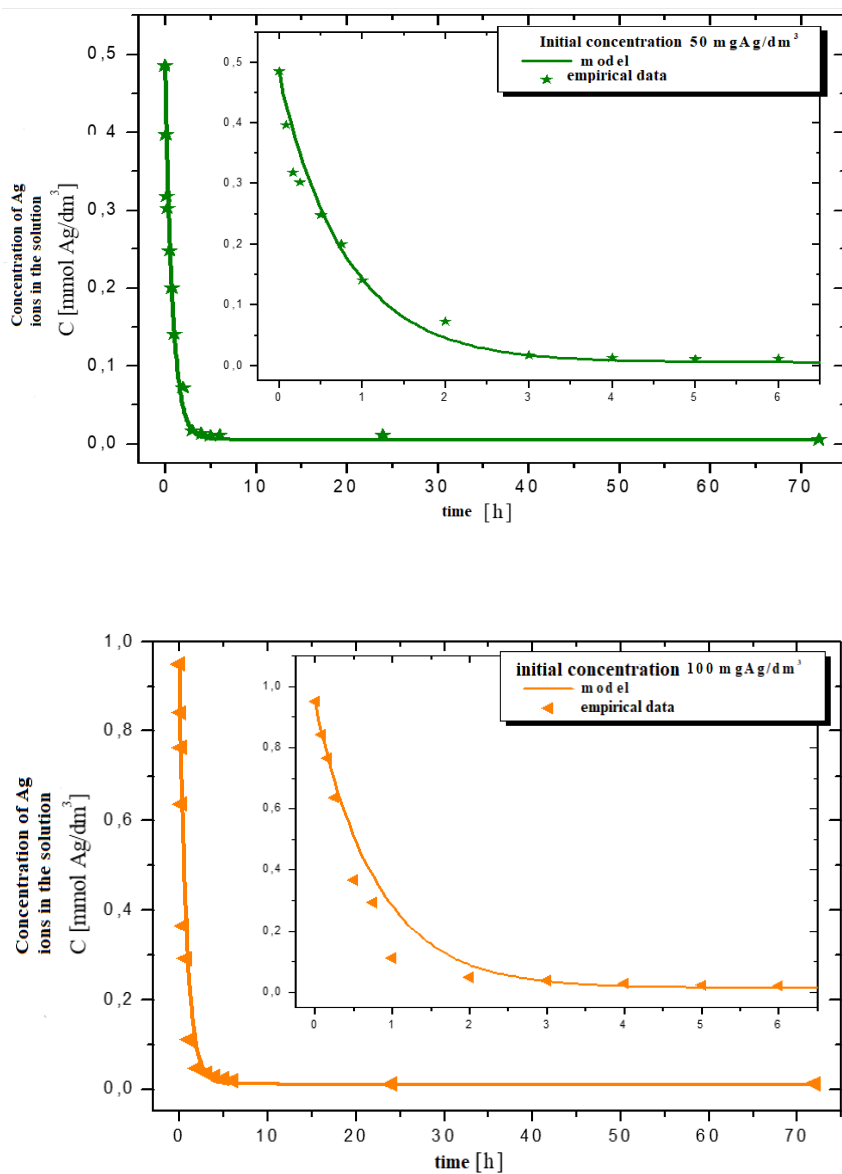 Initial concentration 50 mgAg/dm³
model
empirical data
Concentration of Ag
ions in the solution
C [mmol Ag/dm³]
0,5
0,4
0,3
0,2
0,1
0,0
0,5
0,4
0,3
0,2
0,1
0,0
0 1 2 3 4 5 6
0 10 20 30 40 50 60 70
time [h]
initial concentration 100 mgAg/dm³
model
empirical data
Concentration of Ag
ions in the solution
C [mmol Ag/dm³]
1,0
0,8
0,6
0,4
0,2
0,0
1,0
0,8
0,6
0,4
0,2
0,0
0 1 2 3 4 5 6
0 10 20 30 40 50 60 70
time [h]